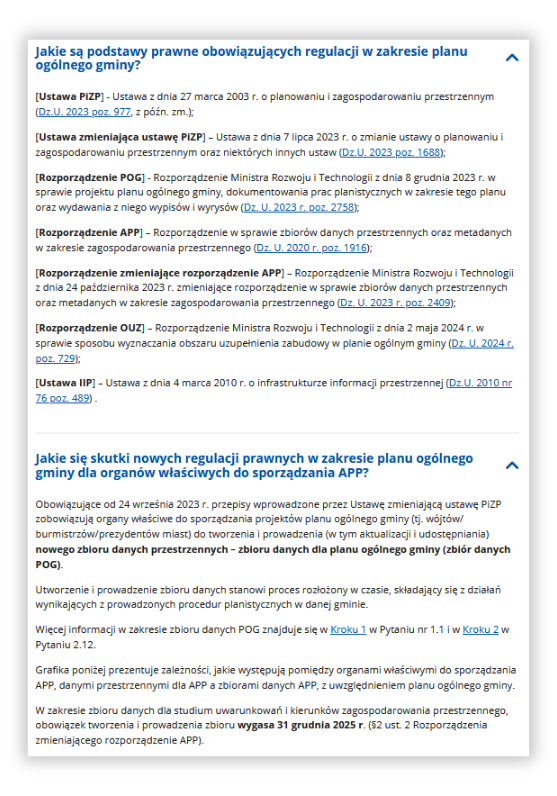 Jakie są podstawy prawne obowiązujących regulacji w zakresie planu
ogólnego gminy?
[Ustawa PiZP] - Ustawa z dnia 27 marca 2003 r. o planowaniu i zagospodarowaniu przestrzennym
(Dz.U. 2023 poz. 977, z późn. zm.);
[Ustawa zmieniająca ustawę PiZP] – Ustawa z dnia 7 lipca 2023 r. o zmianie ustawy o planowaniu i
zagospodarowaniu przestrzennym oraz niektórych innych ustaw (Dz.U. 2023 poz. 1688);
[Rozporządzenie POG] - Rozporządzenie Ministra Rozwoju i Technologii z dnia 8 grudnia 2023 r. w
sprawie projektu planu ogólnego gminy, dokumentowania prac planistycznych w zakresie tego planu
oraz wydawania z niego wypisów i wyrysów (Dz. U. 2023 r. poz. 2758);
[Rozporządzenie APP] – Rozporządzenie w sprawie zbiorów danych przestrzennych oraz metadanych
w zakresie zagospodarowania przestrzennego (Dz. U. 2020 r. poz. 1916);
[Rozporządzenie zmieniające rozporządzenie APP] – Rozporządzenie Ministra Rozwoju i Technologii
z dnia 24 października 2023 r. zmieniające rozporządzenie w sprawie zbiorów danych przestrzennych
oraz metadanych w zakresie zagospodarowania przestrzennego (Dz. U. 2023 r. poz. 2409);
[Rozporządzenie OUZ] – Rozporządzenie Ministra Rozwoju i Technologii z dnia 2 maja 2024 r. w
sprawie sposobu wyznaczania obszaru uzupełnienia zabudowy w planie ogólnym gminy (Dz. U. 2024 r.
poz. 729);
[Ustawa IIP] – Ustawa z dnia 4 marca 2010 r. o infrastrukturze informacji przestrzennej (Dz.U. 2010 nr
76 poz. 489) .
Jakie się skutki nowych regulacji prawnych w zakresie planu ogólnego
gminy dla organów właściwych do sporządzania APP?
Obowiązujące od 24 września 2023 r. przepisy wprowadzone przez Ustawę zmieniającą ustawę PiZP
zobowiązują organy właściwe do sporządzania projektów planu ogólnego gminy (tj. wójtów/
burmistrzów/prezydentów miast) do tworzenia i prowadzenia (w tym aktualizacji i udostępniania)
nowego zbioru danych przestrzennych – zbioru danych dla planu ogólnego gminy (zbiór danych
POG).
Utworzenie i prowadzenie zbioru danych stanowi proces rozłożony w czasie, składający się z działań
wynikających z prowadzonych procedur planistycznych w danej gminie.
Więcej informacji w zakresie zbioru danych POG znajduje się w Kroku 1 w Pytaniu nr 1.1 i w Kroku 2 w
Pytaniu 2.12.
Grafika poniżej prezentuje zależności, jakie występują pomiędzy organami właściwymi do sporządzania
APP, danymi przestrzennymi dla APP a zbiorami danych APP, z uwzględnieniem planu ogólnego gminy.
W zakresie zbioru danych dla studium uwarunkowań i kierunków zagospodarowania przestrzennego,
obowiązek tworzenia i prowadzenia zbioru wygasa 31 grudnia 2025 r. (§2 ust. 2 Rozporządzenia
zmieniającego rozporządzenie APP).